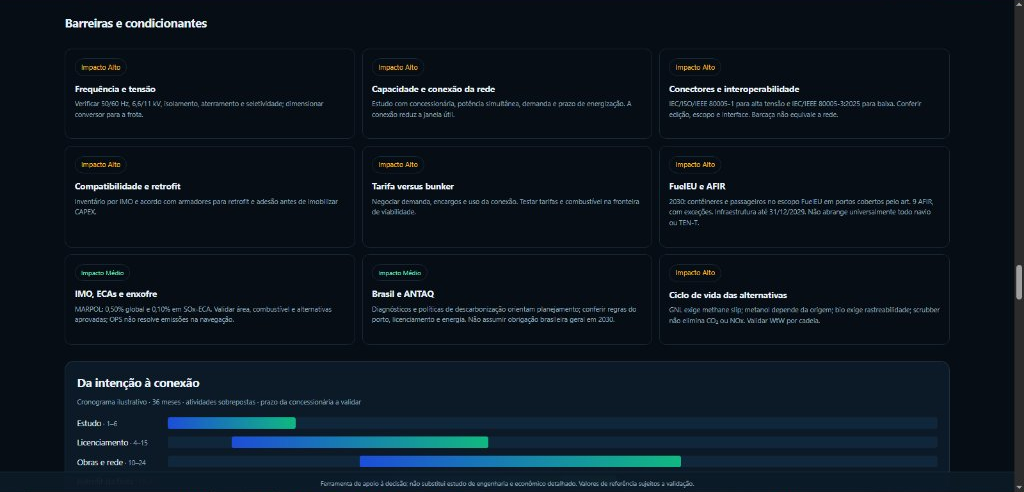 Barreiras e condicionantes
Impacto Alto
Frequência e tensão
Verificar 50/60 Hz, 6,6/11 kV, isolamento, aterramento e seletividade; dimensionar
conversor para a frota.
Impacto Alto
Capacidade e conexão da rede
Estudo com concessionária, potência simultânea, demanda e prazo de energização. A
conexão reduz a janela útil.
Impacto Alto
Conectores e interoperabilidade
IEC/ISO/IEEE 80005-1 para alta tensão e IEC/IEEE 80005-3:2025 para baixa. Conferir
edição, escopo e interface. Barcaça não equivale a rede.
Impacto Alto
Compatibilidade e retrofit
Inventário por IMO e acordo com armadores para retrofit e adesão antes de imobilizar
CAPEX.
Impacto Alto
Tarifa versus bunker
Negociar demanda, encargos e uso da conexão. Testar tarifas e combustível na fronteira
de viabilidade.
Impacto Alto
FuelEU e AFIR
2030: contêineres e passageiros no escopo FuelEU em portos cobertos pelo art. 9 AFIR,
com exceções. Infraestrutura até 31/12/2029. Não abrange universalmente todo navio
ou TEN-T.
Impacto Médio
IMO, ECAs e enxofre
MARPOL: 0,50% global e 0,10% em SOx-ECA. Validar área, combustível e alternativas
aprovadas; OPS não resolve emissões na navegação.
Impacto Médio
Brasil e ANTAQ
Diagnósticos e políticas de descarbonização orientam planejamento; conferir regras do
porto, licenciamento e energia. Não assumir obrigação brasileira geral em 2030.
Impacto Alto
Ciclo de vida das alternativas
GNL exige methane slip; metanol depende da origem; bio exige rastreabilidade; scrubber
não elimina CO₂ ou NOx. Validar WtW por cadeia.
Da intenção à conexão
Cronograma ilustrativo · 36 meses · atividades sobrepostas · prazo da concessionária a validar
Estudo · 1–6
Licenciamento · 4–15
Obras e rede · 10–24
Ferramenta de apoio à decisão: não substitui estudo de engenharia e econômico detalhado. Valores de referência sujeitos a validação.